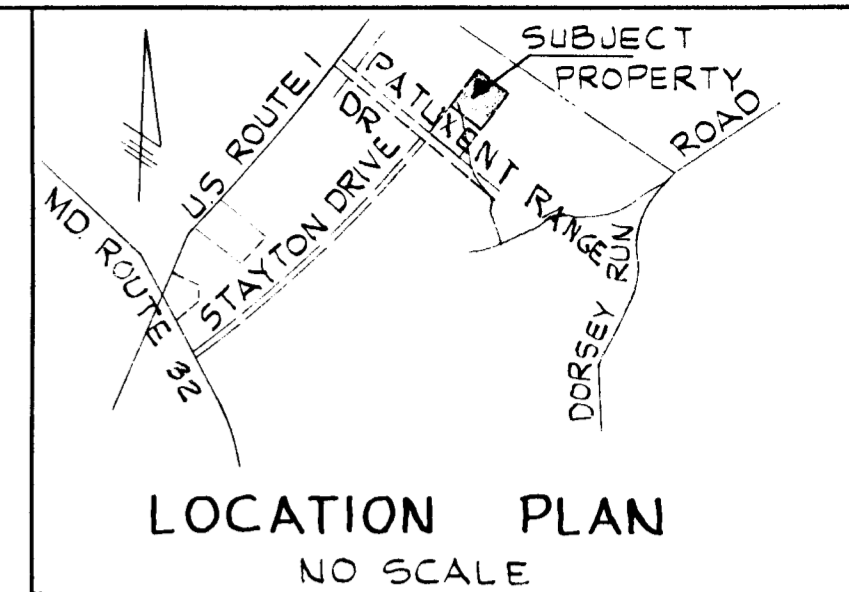 SUBJECT
PROPERTY
U.S ROUTE 1
PATUXENT RANGE
DR
ROAD
MD. ROUTE 32
STAYTON DRIVE
DORSEY RUN
LOCATION PLAN
NO SCALE